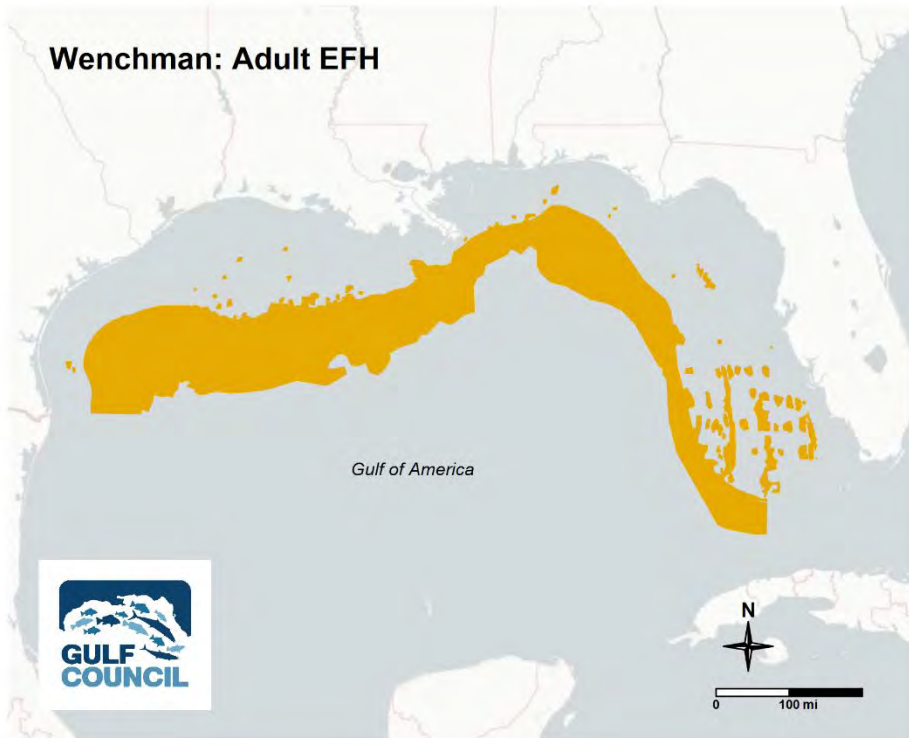 Wenchman: Adult EFH
Gulf of America
GULF
COUNCIL
N
0 100 mi